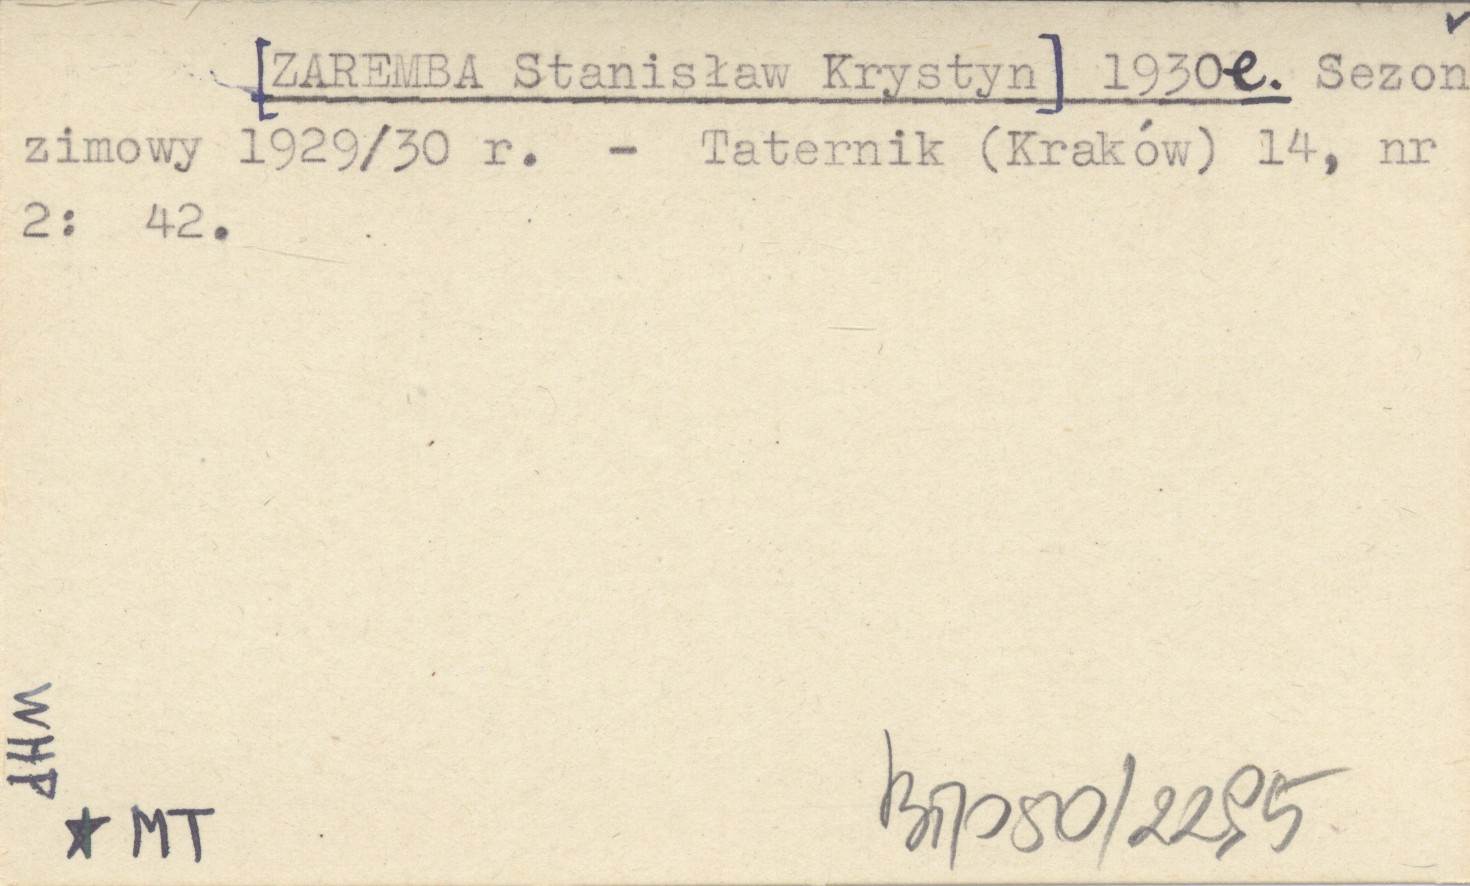 [ZAREMBA Stanisław Krystyn] 1930e. Sezon
zimowy 1929/30 r. - Taternik (Kraków) 14, nr
2: 42.
WHP
★ MT